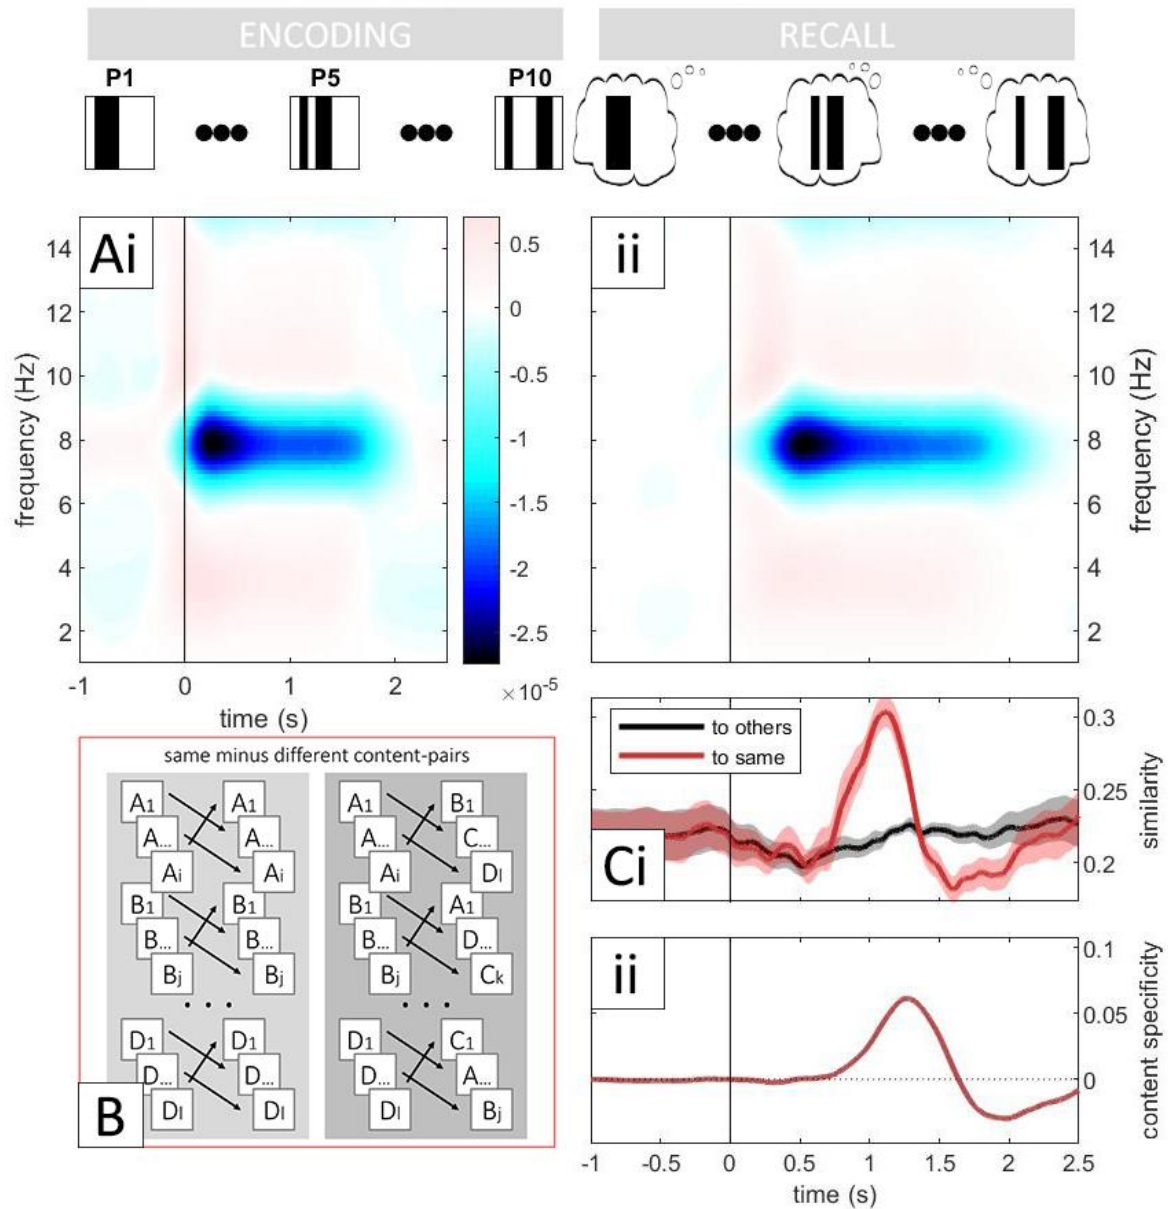 ENCODING
RECALL
P1 P5 P10
Ai
14
12
10
8
6
4
2
frequency (Hz)
-1 0 1 2
time (s)
0.5
0
-0.5
-1
-1.5
-2
-2.5
×10⁻⁵
ii
14
12
10
8
6
4
2
frequency (Hz)
B
same minus different content-pairs
A1 A1
A... A...
Ai Ai
B1 B1
B... B...
Bj Bj
. . .
D1 D1
D... D...
Dl Dl
A1 B1
A... C...
Ai Dl
B1 A1
B... D...
Bj Ck
. . .
D1 C1
D... A...
Dl Bj
Ci
to others
to same
0.3
0.25
0.2
similarity
ii
0.1
0.05
0
content specificity
-1 -0.5 0 0.5 1 1.5 2 2.5
time (s)